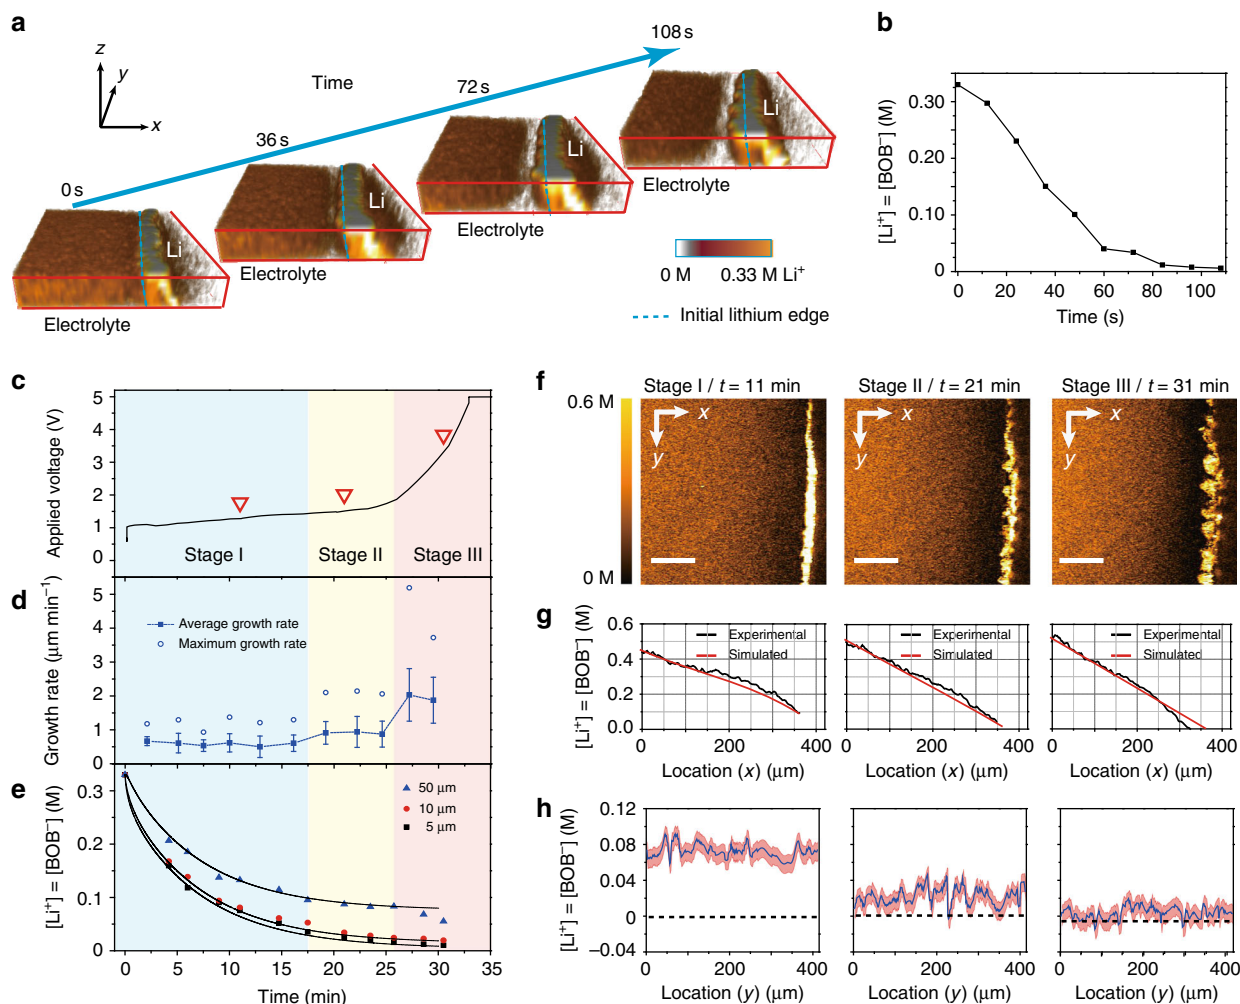 a
z
y
x
Time
0 s
36 s
72 s
108 s
Li
Li
Li
Li
Electrolyte
Electrolyte
Electrolyte
Electrolyte
0 M
0.33 M Li⁺
Initial lithium edge
b
[Li⁺] = [BOB⁻] (M)
0.30
0.15
0
0 20 40 60 80 100
Time (s)
c
Applied voltage (V)
5
4
3
2
1
0
Stage I
Stage II
Stage III
d
Growth rate (μm min⁻¹)
5
4
3
2
1
0
Average growth rate
Maximum growth rate
e
[Li⁺] = [BOB⁻] (M)
0.3
0.2
0.1
0
50 μm
10 μm
5 μm
0 5 10 15 20 25 30 35
Time (min)
f
Stage I / t = 11 min
Stage II / t = 21 min
Stage III / t = 31 min
0.6 M
0 M
x
y
x
y
x
y
g
[Li⁺] = [BOB⁻] (M)
0.6
0.4
0.2
0.0
Experimental
Simulated
Experimental
Simulated
Experimental
Simulated
0 200 400
0 200 400
0 200 400
Location (x) (μm)
Location (x) (μm)
Location (x) (μm)
h
[Li⁺] = [BOB⁻] (M)
0.12
0.08
0.04
0
−0.04
0 200 400
0 200 400
0 200 400
Location (y) (μm)
Location (y) (μm)
Location (y) (μm)